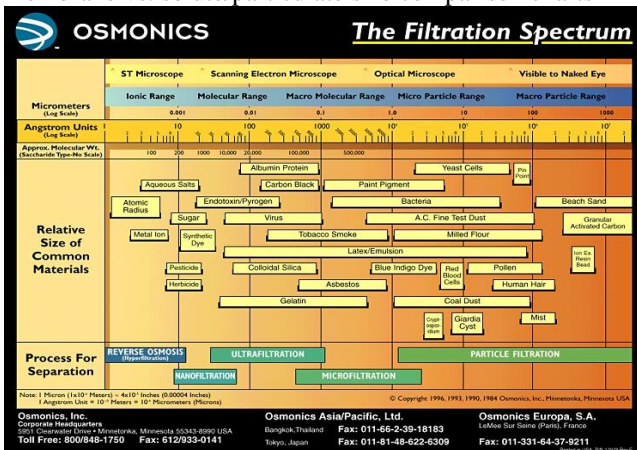 OSMONICS
The Filtration Spectrum
ST Microscope Scanning Electron Microscope Optical Microscope Visible to Naked Eye
Ionic Range Molecular Range Macro Molecular Range Micro Particle Range Macro Particle Range
Micrometers
(Log Scale)
0.001 0.01 0.1 1.0 10 100 1000
Angstrom Units
(Log Scale)
Approx. Molecular Wt.
(Saccharide Type-No Scale)
100 200 1000 10,000 20,000 100,000 500,000
Relative
Size of
Common
Materials
Albumin Protein Yeast Cells Pin
Point
Aqueous Salts Carbon Black Paint Pigment
Atomic
Radius
Endotoxin/Pyrogen Bacteria Beach Sand
Sugar Virus A.C. Fine Test Dust Granular
Activated Carbon
Metal Ion Synthetic
Dye
Tobacco Smoke Milled Flour
Latex/Emulsion Ion Ex.
Resin
Bead
Pesticide Colloidal Silica Blue Indigo Dye Red
Blood
Cells
Pollen
Herbicide Asbestos Human Hair
Gelatin Coal Dust
Crypt-
ospor-
idium
Giardia
Cyst
Mist
Process For
Separation
REVERSE OSMOSIS
(Hyperfiltration)
ULTRAFILTRATION PARTICLE FILTRATION
NANOFILTRATION MICROFILTRATION
© Copyright 1996, 1993, 1990, 1984 Osmonics, Inc., Minnetonka, Minnesota USA
Osmonics, Inc.
Corporate Headquarters
5951 Clearwater Drive • Minnetonka, Minnesota 55343-8990 USA
Toll Free: 800/848-1750 Fax: 612/933-0141
Osmonics Asia/Pacific, Ltd.
Bangkok,Thailand Fax: 011-66-2-39-18183
Tokyo, Japan Fax: 011-81-48-622-6309
Osmonics Europa, S.A.
LeMee Sur Seine (Paris), France
Fax: 011-331-64-37-9211